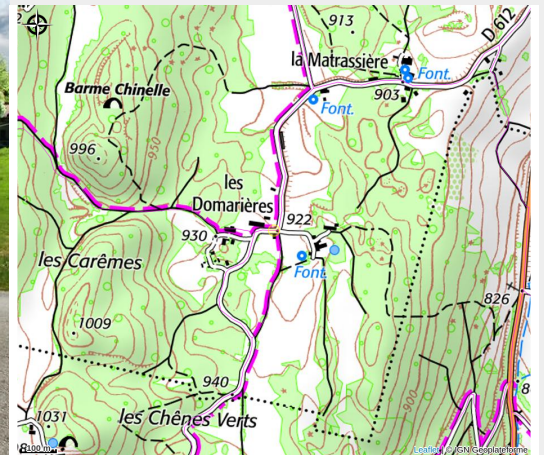 913
D 612
la Matrassière
Font.
Barme Chinelle
903
Font.
996
950
les
Domarières
922
930
les Carêmes
Font.
826
1009
940
900
1031
les Chênes Verts
100 m
Leaflet | © IGN Geoplateforme